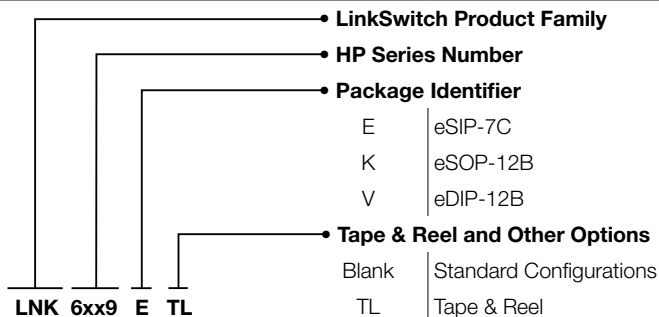 LinkSwitch Product Family
HP Series Number
Package Identifier
E eSIP-7C
K eSOP-12B
V eDIP-12B
Tape & Reel and Other Options
Blank Standard Configurations
TL Tape & Reel
LNK 6xx9 E TL